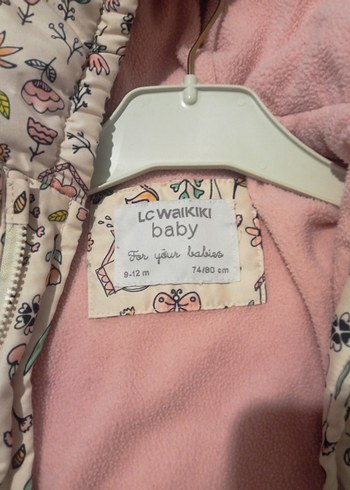 LC WAIKIKI
baby
For your babies
9-12 m 74/80 cm